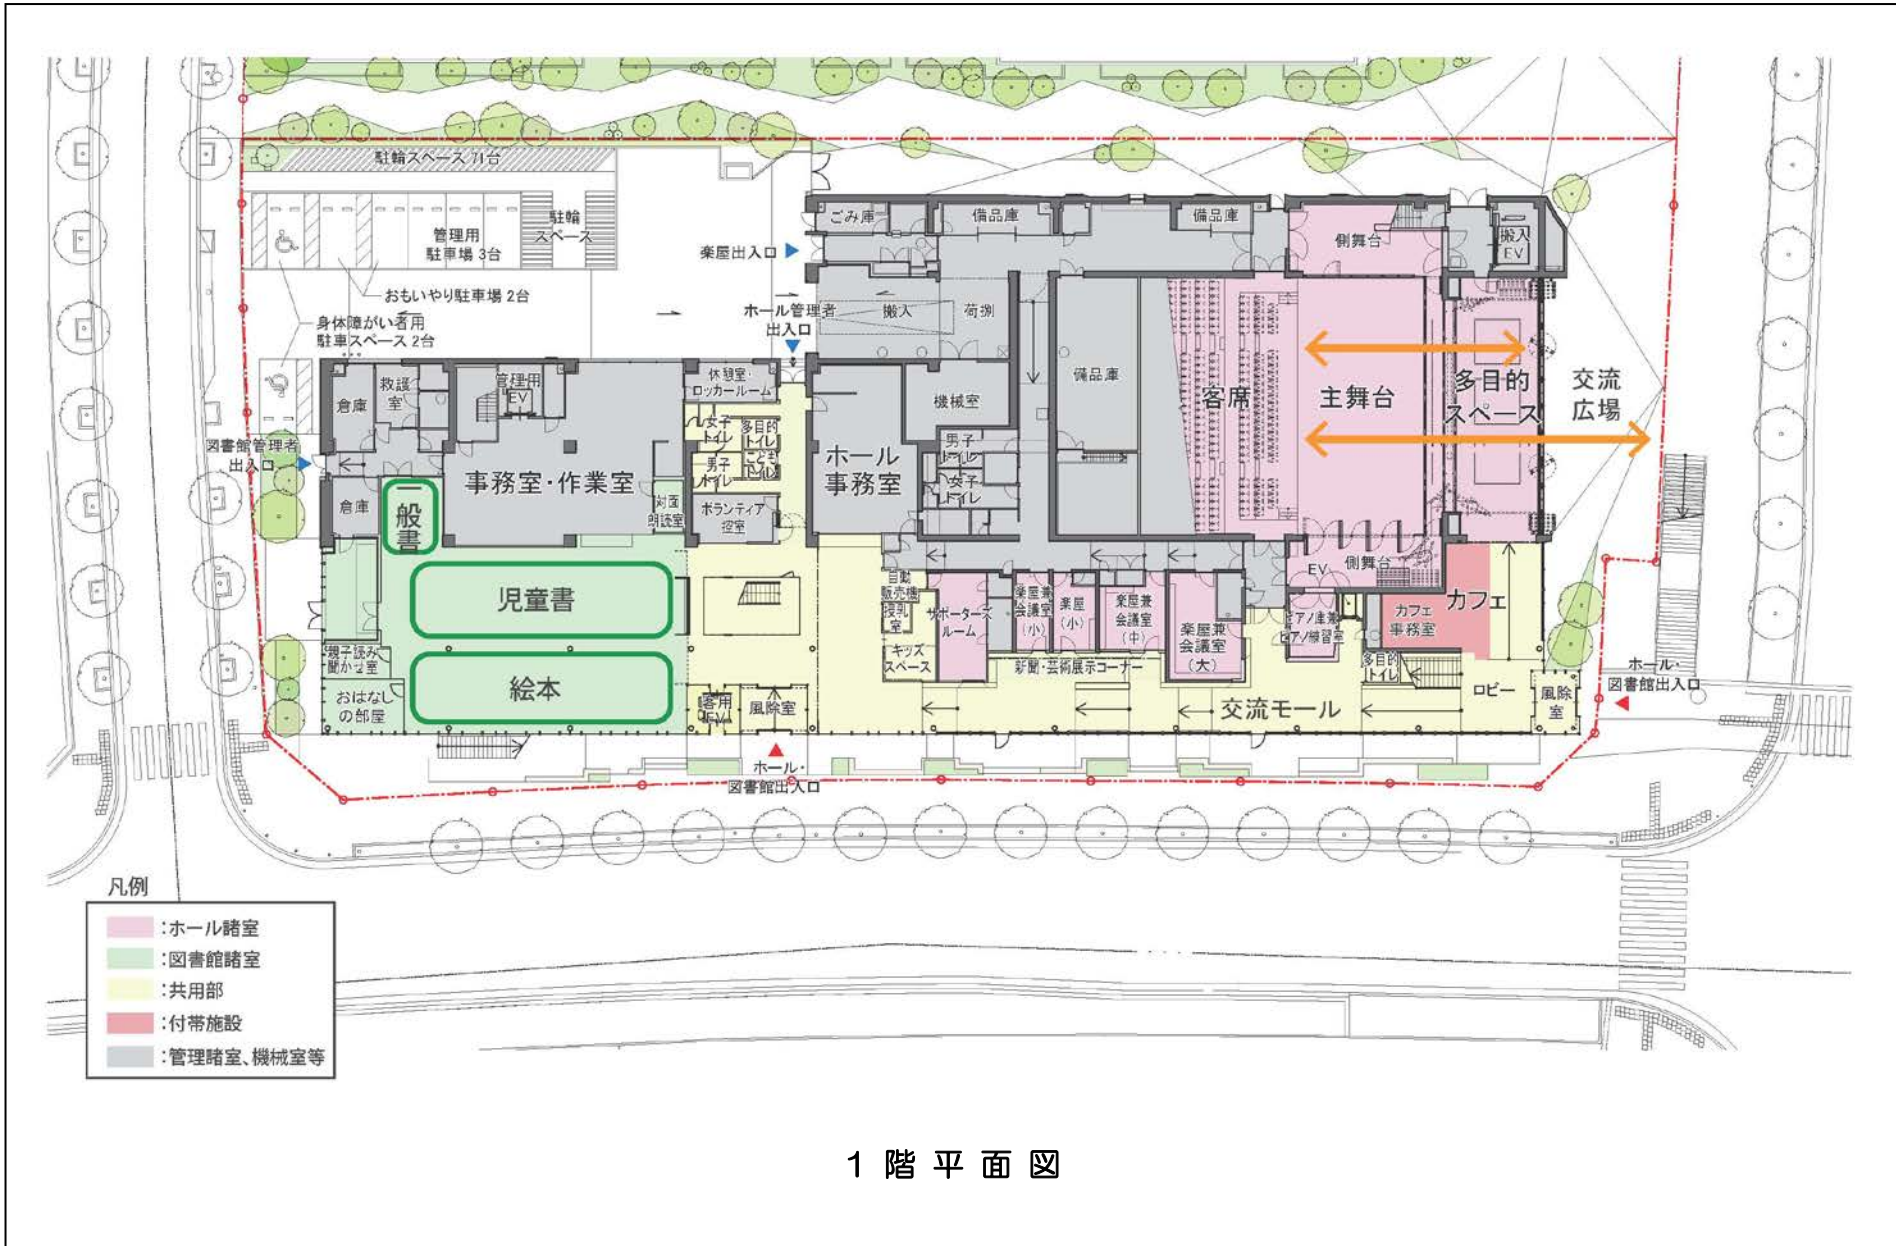 駐輪スペース 71台
管理用
駐車場 3台
駐輪
スペース
おもいやり駐車場 2台
身体障がい者用
駐車スペース 2台
楽屋出入口
ホール管理者
出入口
図書館管理者
出入口
ごみ庫
備品庫
備品庫
側舞台
搬入
EV
搬入
荷捌
備品庫
客席
主舞台
多目的
スペース
交流
広場
倉庫
救護
室
管理用
EV
休憩室・
ロッカールーム
女子
トイレ
多目的
トイレ
男子
トイレ
こども
トイレ
機械室
ホール
事務室
男子
トイレ
女子
トイレ
事務室・作業室
倉庫
一般書
対面
朗読室
ボランティア
控室
児童書
絵本
親子読み
聞かせ室
おはなし
の部屋
客用
EV
風除室
自動
販売機
授乳
室
キッズ
スペース
サポーターズ
ルーム
楽屋兼
会議室
(小)
楽屋
(小)
楽屋兼
会議室
(中)
楽屋兼
会議室
(大)
新聞・芸術展示コーナー
EV
側舞台
ピアノ庫兼
ピアノ練習室
多目的
トイレ
カフェ
事務室
カフェ
ロビー
風除
室
交流モール
ホール・
図書館出入口
ホール・
図書館出入口
凡例
:ホール諸室
:図書館諸室
:共用部
:付帯施設
:管理諸室、機械室等
1階平面図